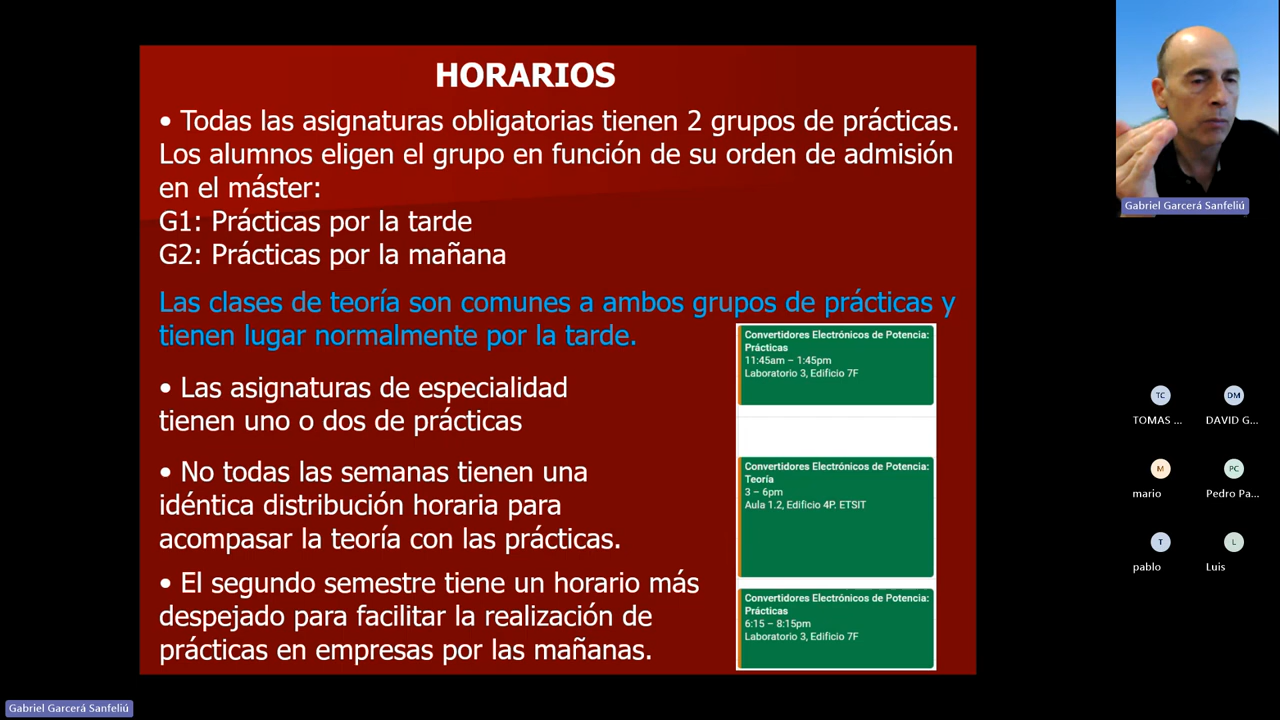 HORARIOS
• Todas las asignaturas obligatorias tienen 2 grupos de prácticas.
Los alumnos eligen el grupo en función de su orden de admisión
en el máster:
G1: Prácticas por la tarde
G2: Prácticas por la mañana
Las clases de teoría son comunes a ambos grupos de prácticas y
tienen lugar normalmente por la tarde.
• Las asignaturas de especialidad
tienen uno o dos de prácticas
• No todas las semanas tienen una
idéntica distribución horaria para
acompasar la teoría con las prácticas.
• El segundo semestre tiene un horario más
despejado para facilitar la realización de
prácticas en empresas por las mañanas.
Convertidores Electrónicos de Potencia:
Prácticas
11:45am – 1:45pm
Laboratorio 3, Edificio 7F
Convertidores Electrónicos de Potencia:
Teoría
3 – 6pm
Aula 1.2, Edificio 4P. ETSIT
Convertidores Electrónicos de Potencia:
Prácticas
6:15 – 8:15pm
Laboratorio 3, Edificio 7F
Gabriel Garcerá Sanfeliú
TC
DM
TOMAS ...
DAVID G...
M
PC
mario
Pedro Pa...
T
L
pablo
Luis
Gabriel Garcerá Sanfeliú